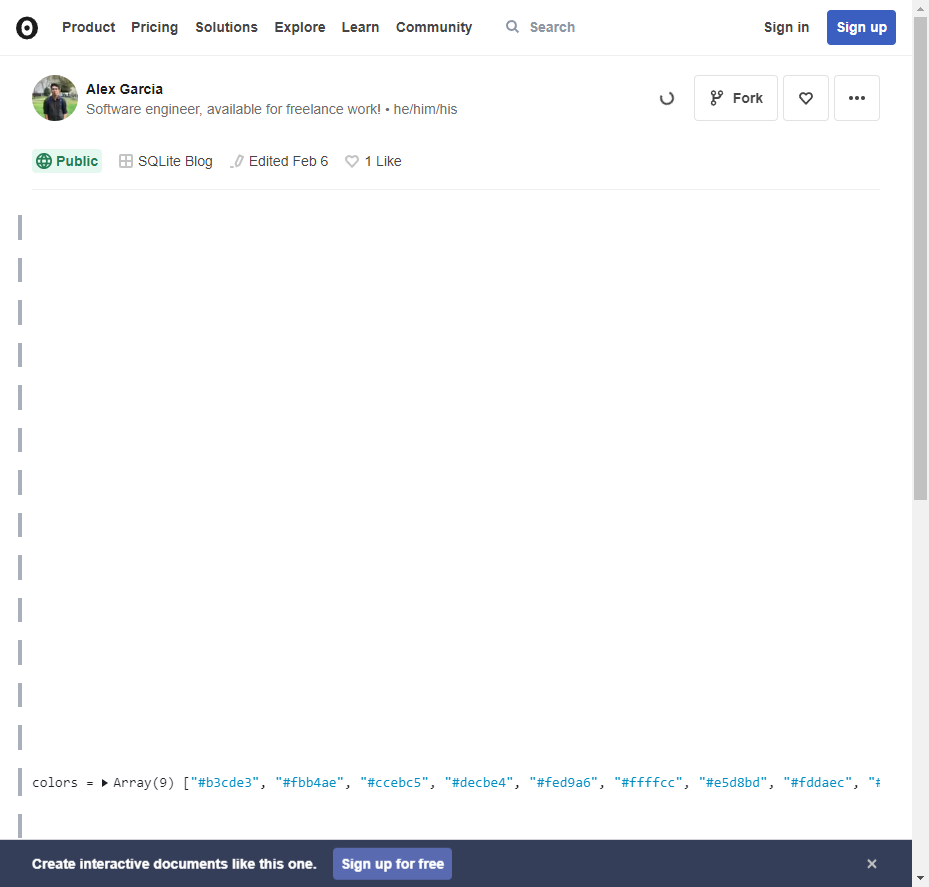 Product Pricing Solutions Explore Learn Community Search Sign in Sign up
Alex Garcia
Software engineer, available for freelance work! • he/him/his
Fork
Public SQLite Blog Edited Feb 6 1 Like
colors = Array(9) ["#b3cde3", "#fbb4ae", "#ccebc5", "#decbe4", "#fed9a6", "#ffffcc", "#e5d8bd", "#fddaec", "#
Create interactive documents like this one. Sign up for free